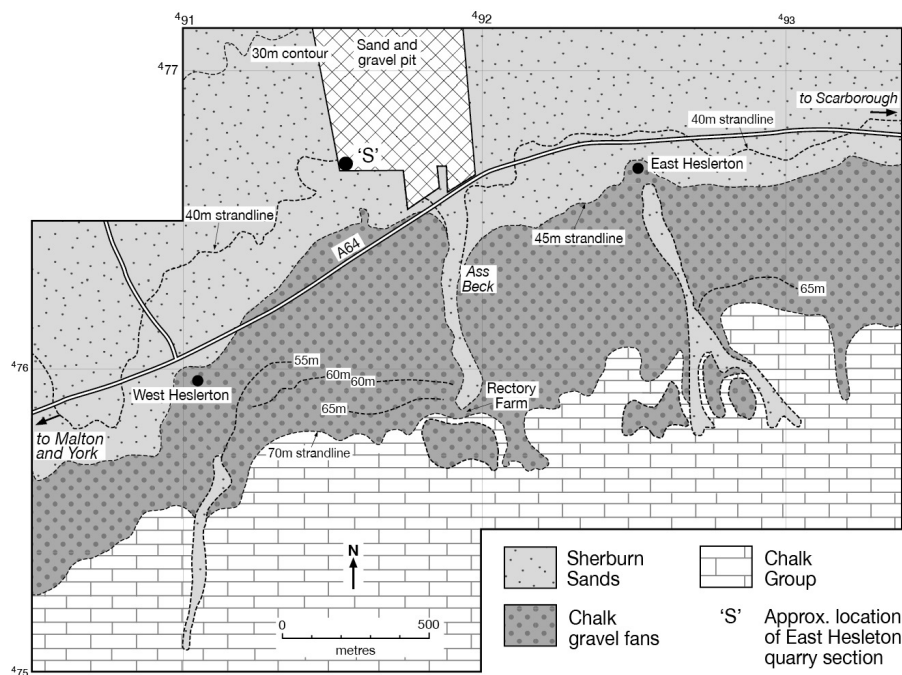 ⁴91
⁴92
⁴93
⁴77
30m contour
Sand and
gravel pit
to Scarborough
40m strandline
'S'
East Heslerton
40m strandline
A64
45m strandline
Ass
Beck
65m
55m
⁴76
60m
60m
West Heslerton
65m
Rectory
Farm
to Malton
and York
70m strandline
N
0 500
metres
⁴75
Sherburn
Sands
Chalk
gravel fans
Chalk
Group
'S' Approx. location
of East Hesleton
quarry section